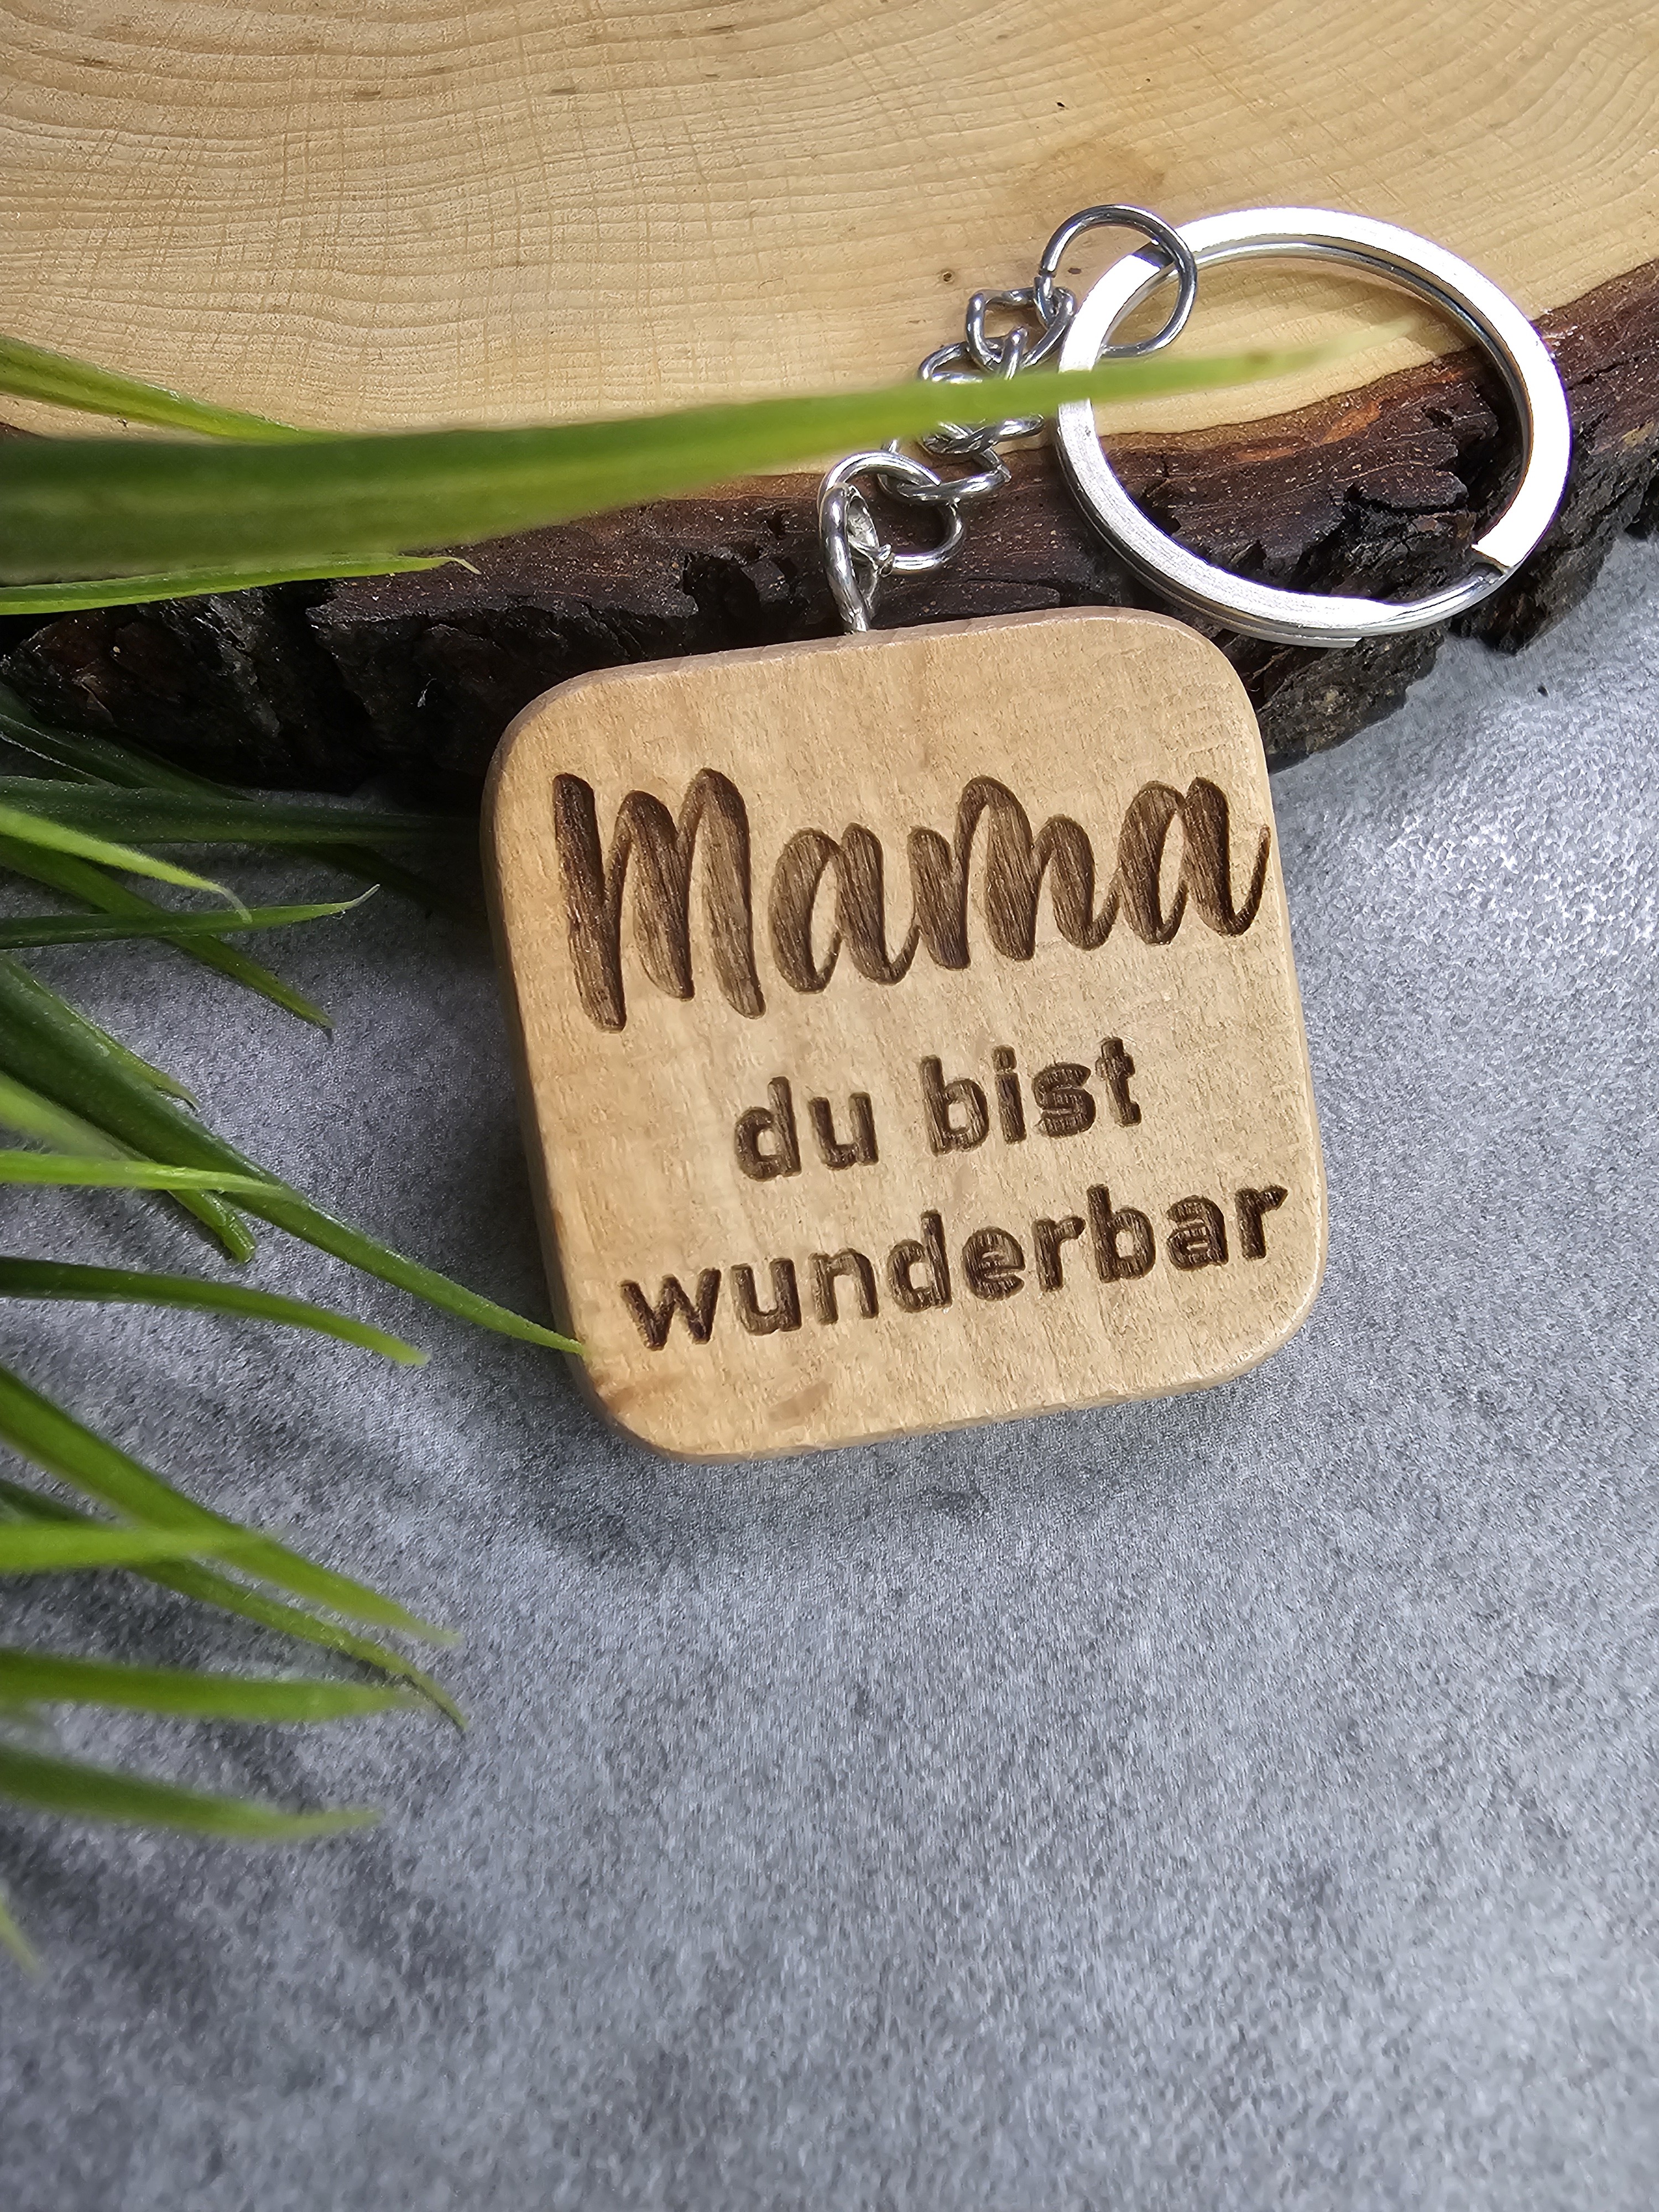 Mama
du bist
wunderbar